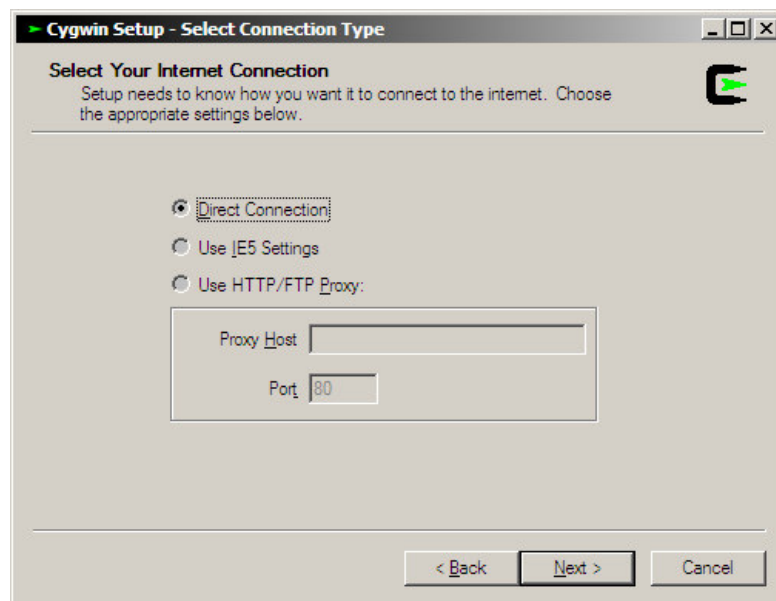 Cygwin Setup - Select Connection Type
Select Your Internet Connection
Setup needs to know how you want it to connect to the internet. Choose
the appropriate settings below.
Direct Connection
Use IE5 Settings
Use HTTP/FTP Proxy:
Proxy Host
Port 80
< Back Next > Cancel